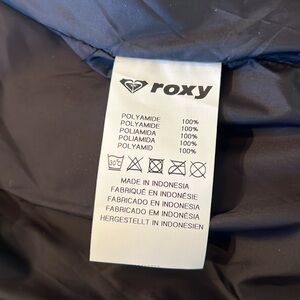 roxy
POLYAMIDE 100%
POLYAMIDE 100%
POLIAMIDA 100%
POLIAMIDA 100%
POLYAMID 100%
30°C
MADE IN INDONESIA
FABRIQUÉ EN INDONÉSIE
FABRICADO EN INDONESIA
FABRICADO EM INDONESIA
HERGESTELLT IN INDONESIEN